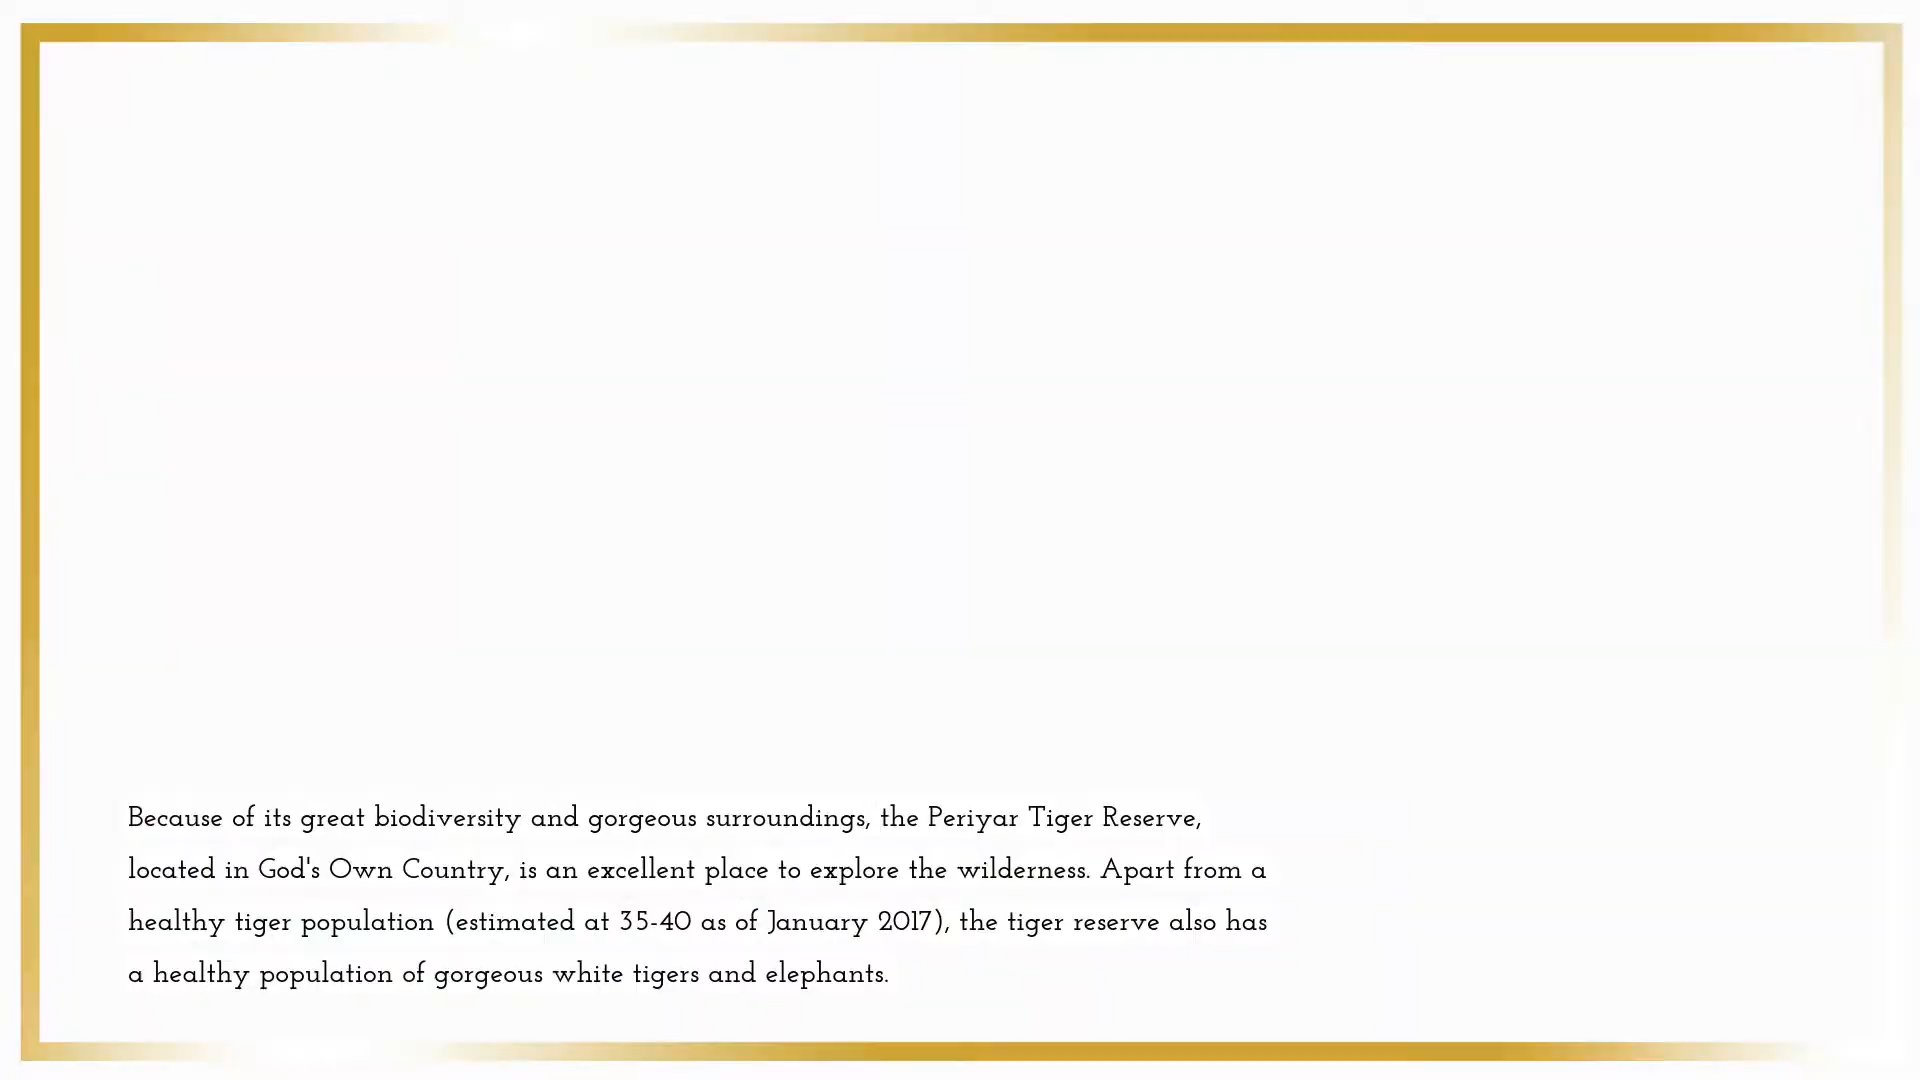 Because of its great biodiversity and gorgeous surroundings, the Periyar Tiger Reserve,
located in God's Own Country, is an excellent place to explore the wilderness. Apart from a
healthy tiger population (estimated at 35-40 as of January 2017), the tiger reserve also has
a healthy population of gorgeous white tigers and elephants.